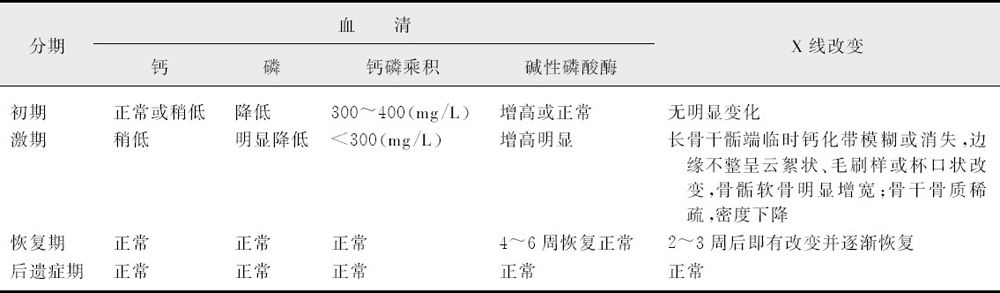 分期 血 清 X线改变
钙 磷 钙磷乘积 碱性磷酸酶
初期 正常或稍低 降低 300～400(mg/L) 增高或正常 无明显变化
激期 稍低 明显降低 <300(mg/L) 增高明显 长骨干骺端临时钙化带模糊或消失,边
缘不整呈云絮状、毛刷样或杯口状改
变,骨骺软骨明显增宽;骨干骨质稀
疏,密度下降
恢复期 正常 正常 正常 4～6周恢复正常 2～3周后即有改变并逐渐恢复
后遗症期 正常 正常 正常 正常 正常